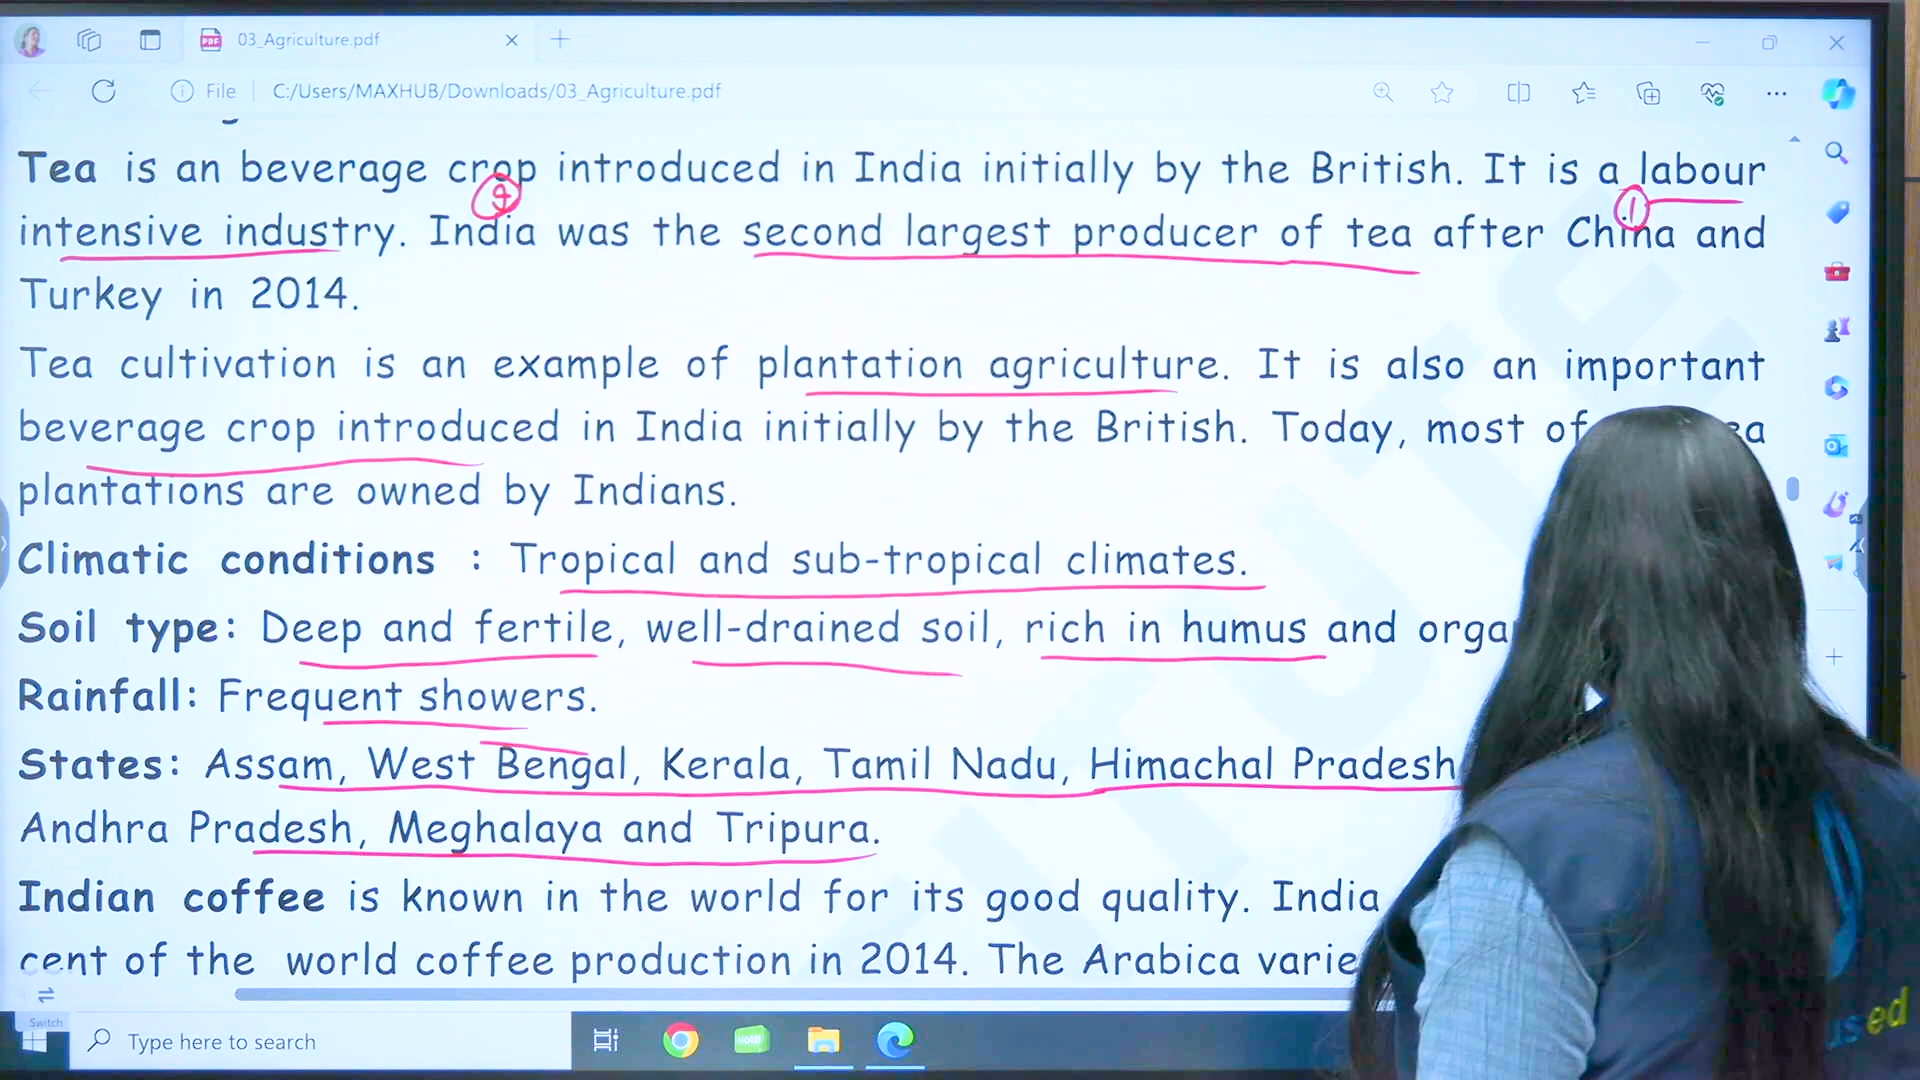 03_Agriculture.pdf
File C:/Users/MAXHUB/Downloads/03_Agriculture.pdf
Tea is an beverage crop introduced in India initially by the British. It is a labour
intensive industry. India was the second largest producer of tea after China and
Turkey in 2014.
Tea cultivation is an example of plantation agriculture. It is also an important
beverage crop introduced in India initially by the British. Today, most of
plantations are owned by Indians.
Climatic conditions : Tropical and sub-tropical climates.
Soil type: Deep and fertile, well-drained soil, rich in humus and
Rainfall: Frequent showers.
States: Assam, West Bengal, Kerala, Tamil Nadu, Himachal Pradesh
Andhra Pradesh, Meghalaya and Tripura.
Indian coffee is known in the world for its good quality. India
cent of the world coffee production in 2014. The Arabica
Switch
Type here to search